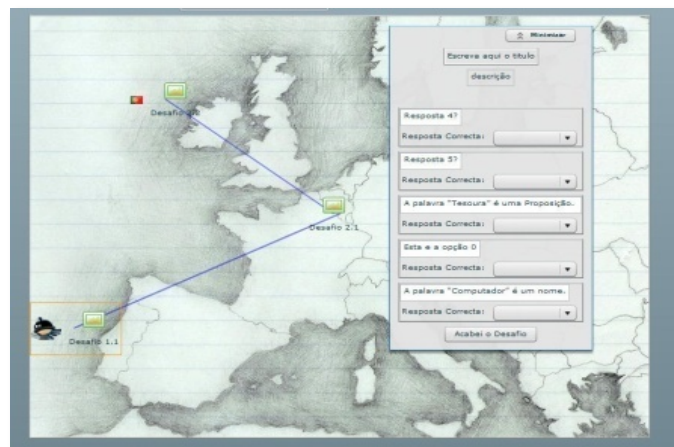 Minimizar
Escreva aqui o título
descrição
Resposta 4?
Resposta Correcta:
Resposta 5?
Resposta Correcta:
A palavra "Tesoura" é uma Proposição.
Resposta Correcta:
Esta e a opção D
Resposta Correcta:
A palavra "Computador" é um nome.
Resposta Correcta:
Acabei o Desafio
Desafio
Desafio 2.1
Desafio 1.1